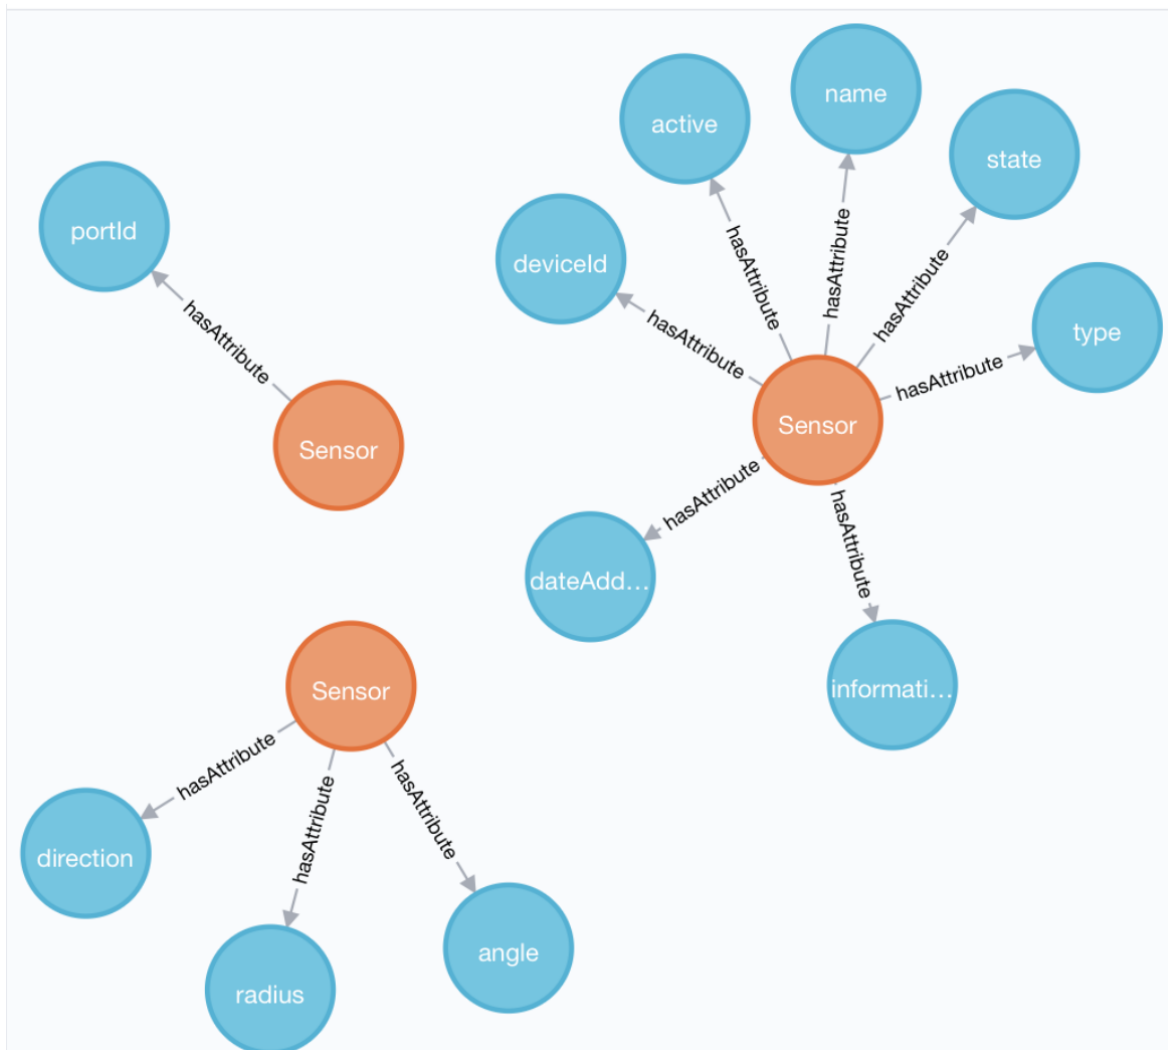 name
active
state
portId
deviceId
hasAttribute
hasAttribute
hasAttribute
hasAttribute
hasAttribute
type
hasAttribute
Sensor
Sensor
hasAttribute
hasAttribute
dateAdd...
Sensor
informati...
hasAttribute
hasAttribute
hasAttribute
direction
angle
radius